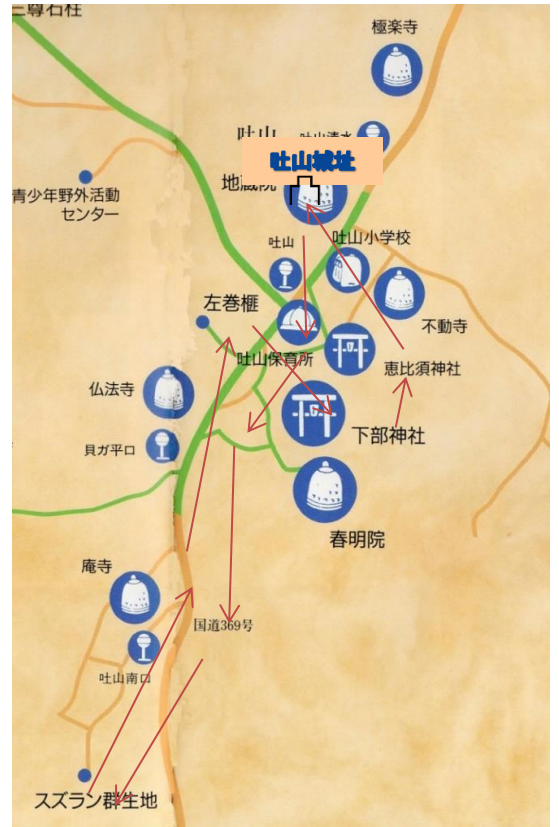 三尊石柱
極楽寺
吐山
吐山清水
吐山城址
地蔵院
青少年野外活動
センター
吐山
吐山小学校
左巻榧
不動寺
吐山保育所
恵比須神社
仏法寺
下部神社
貝ガ平口
春明院
庵寺
国道369号
吐山南口
スズラン群生地